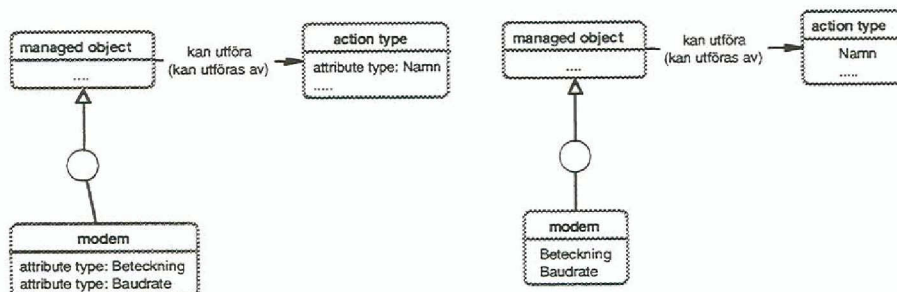 managed object
....
kan utföra
(kan utföras av)
action type
attribute type: Namn
.....
modem
attribute type: Beteckning
attribute type: Baudrate
managed object
....
kan utföra
(kan utföras av)
action type
Namn
.....
modem
Beteckning
Baudrate